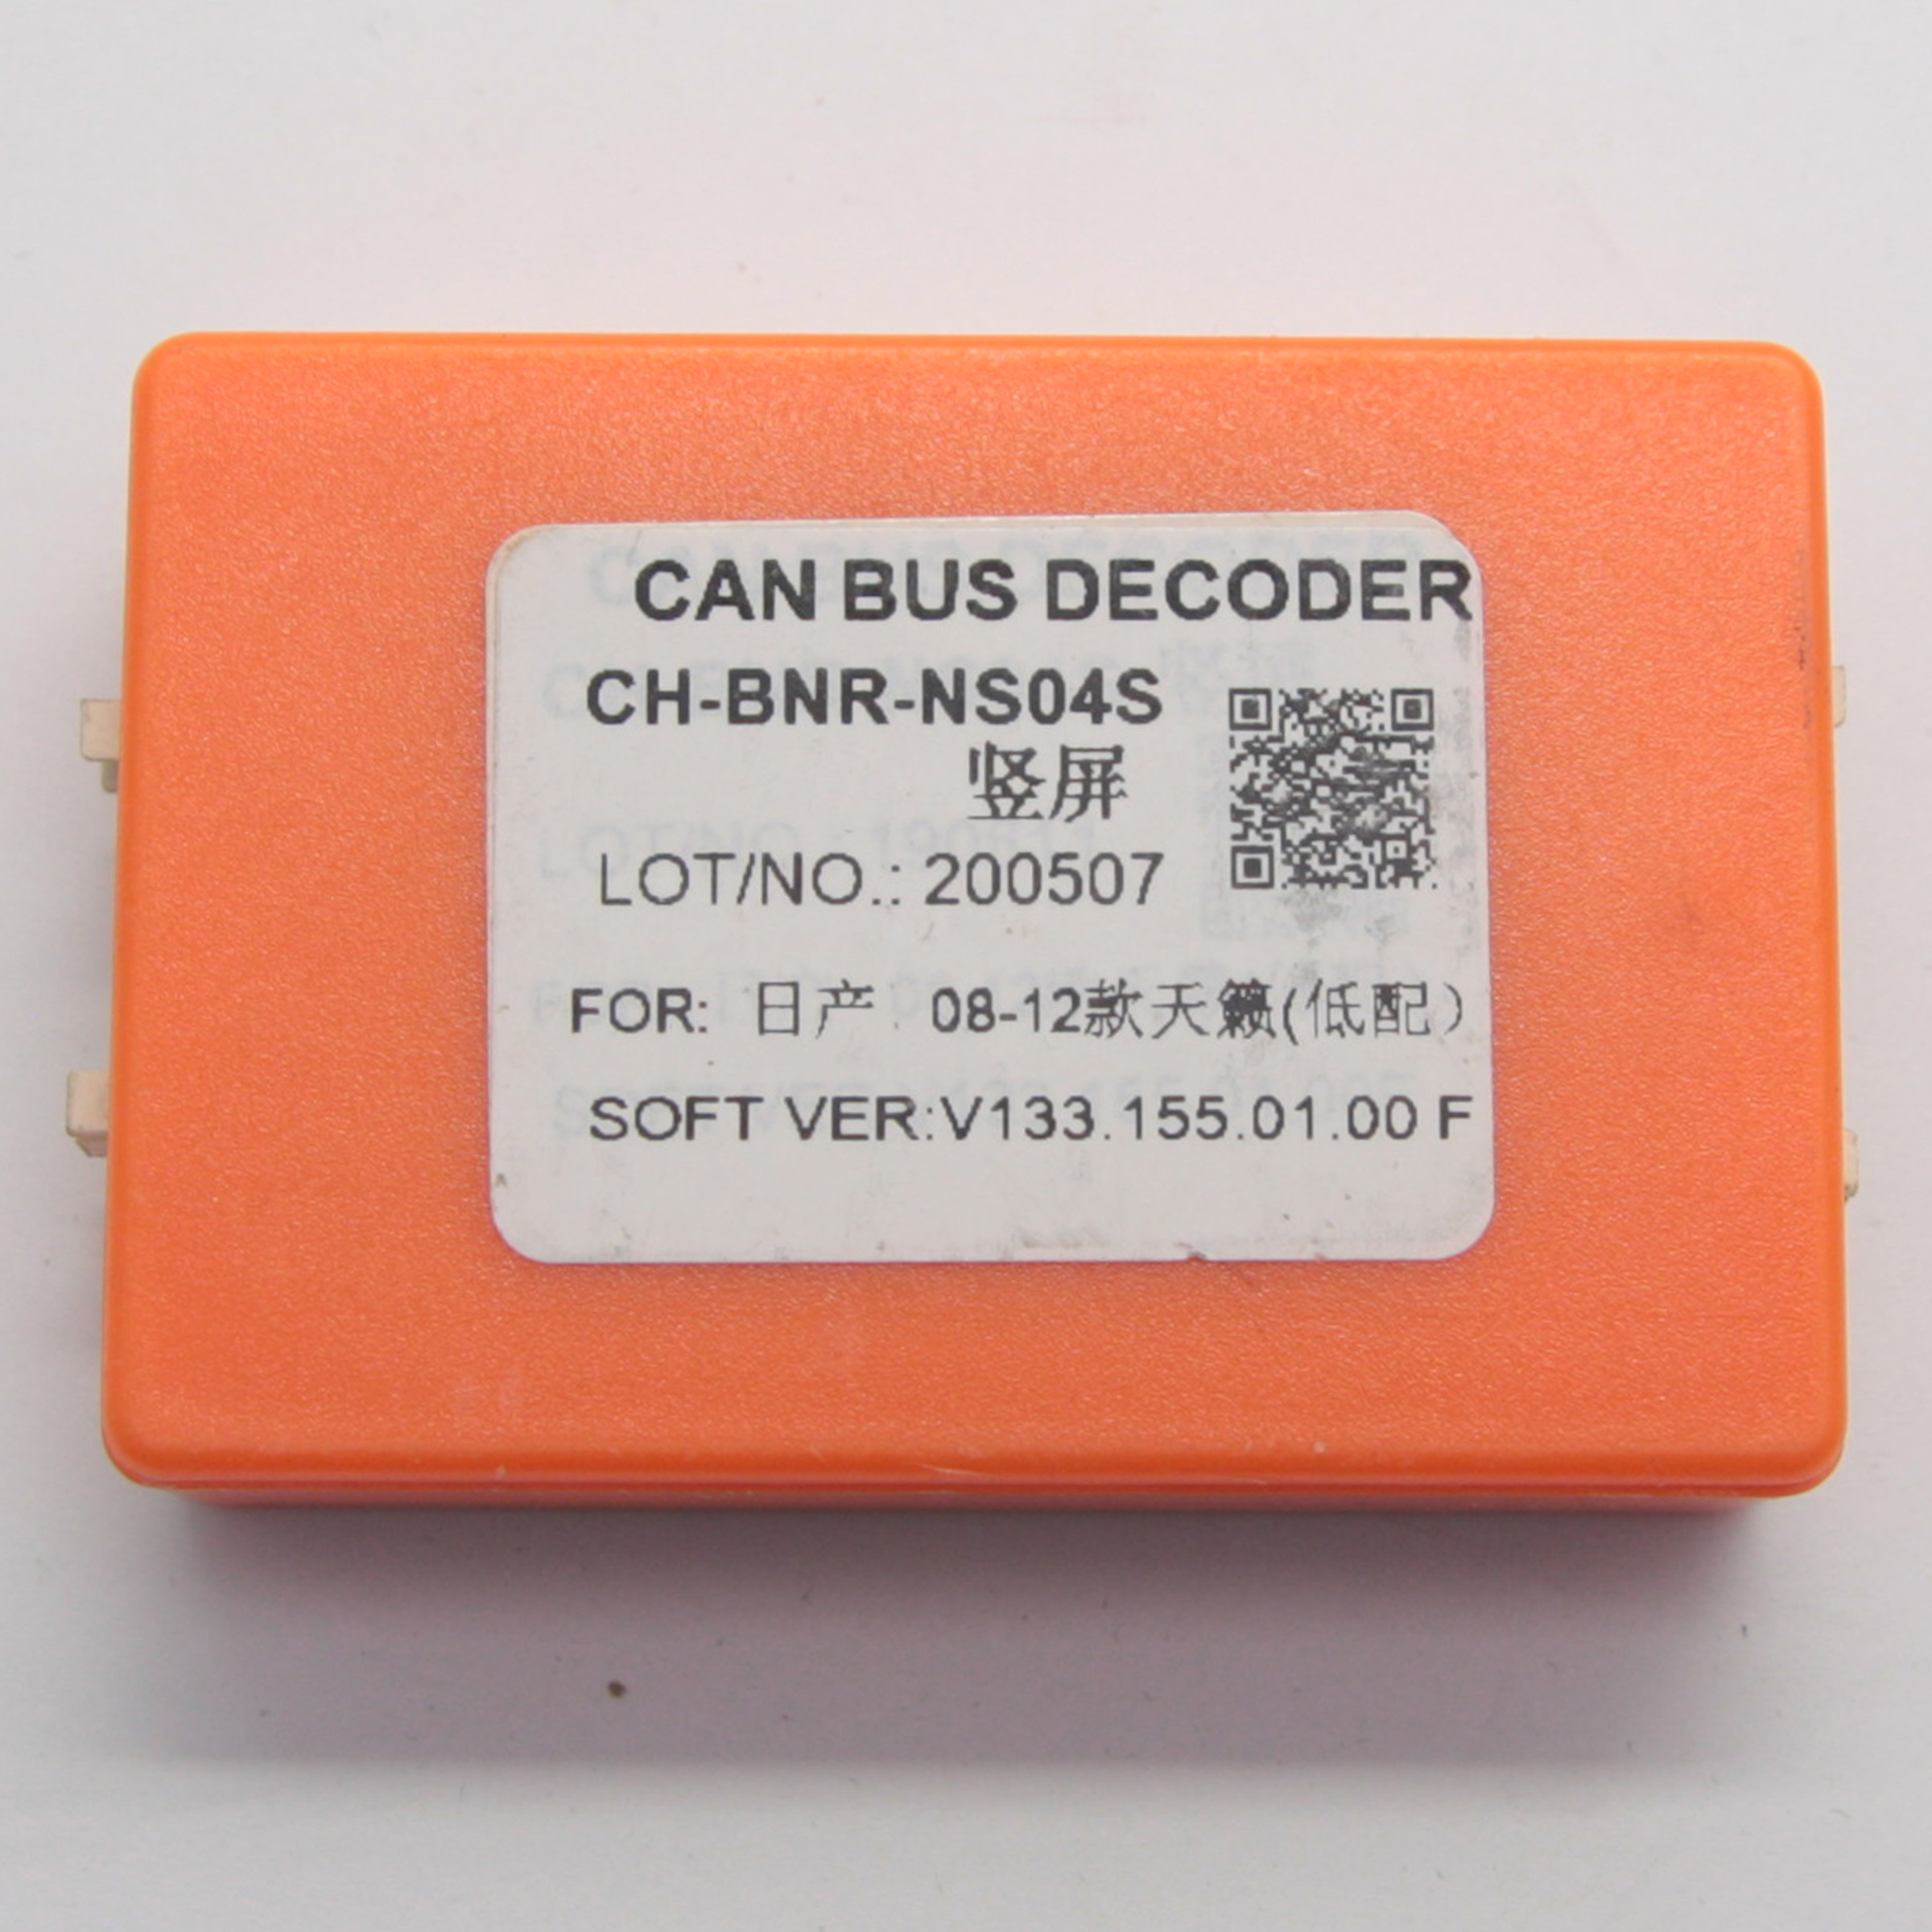 CAN BUS DECODER
CH-BNR-NS04S
竖屏
LOT/NO.: 200507
FOR: 日产 08-12款天籁(低配)
SOFT VER:V133.155.01.00 F